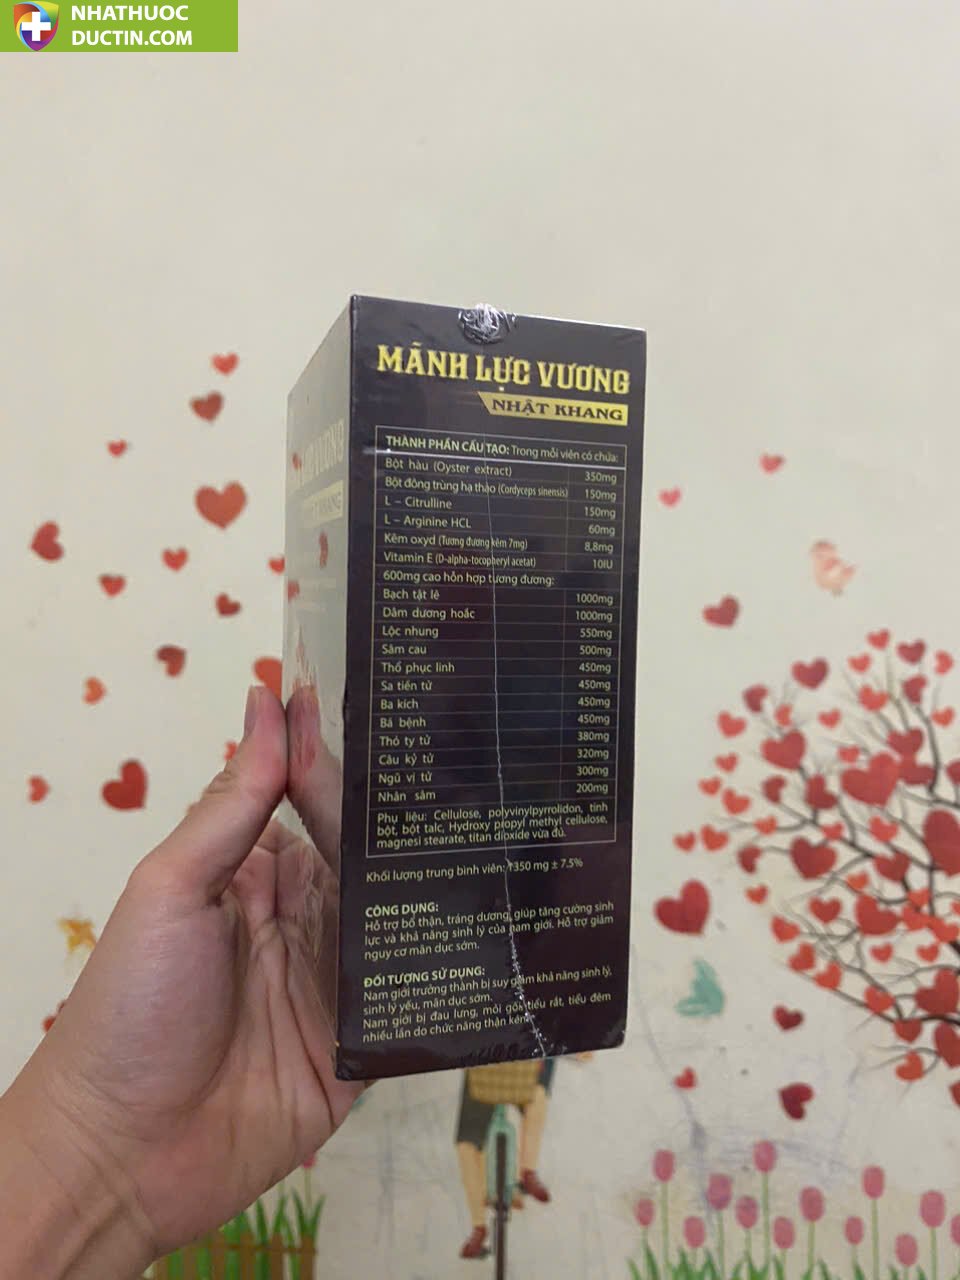 NHATHUOC
DUCTIN.COM
MÃNH LỰC VƯƠNG
NHẬT KHANG
THÀNH PHẦN CẤU TẠO: Trong mỗi viên có chứa:
Bột hàu (Oyster extract) 350mg
Bột đông trùng hạ thảo (Cordyceps sinensis) 150mg
L – Citrulline 150mg
L – Arginine HCL 60mg
Kẽm oxyd (Tương đương kẽm 7mg) 8,8mg
Vitamin E (D-alpha-tocopheryl acetat) 10IU
600mg cao hỗn hợp tương đương:
Bạch tật lê 1000mg
Dâm dương hoắc 1000mg
Lộc nhung 550mg
Sâm cau 500mg
Thổ phục linh 450mg
Sa tiền tử 450mg
Ba kích 450mg
Bá bệnh 450mg
Thỏ ty tử 380mg
Câu kỷ tử 320mg
Ngũ vị tử 300mg
Nhân sâm 200mg
Phụ liệu: Cellulose, polyvinylpyrrolidon, tinh
bột, bột talc, Hydroxy propyl methyl cellulose,
magnesi stearate, titan dioxide vừa đủ.
Khối lượng trung bình viên: 1350 mg ± 7.5%
CÔNG DỤNG:
Hỗ trợ bổ thận, tráng dương, giúp tăng cường sinh
lực và khả năng sinh lý của nam giới. Hỗ trợ giảm
nguy cơ mãn dục sớm.
ĐỐI TƯỢNG SỬ DỤNG:
Nam giới trưởng thành bị suy giảm khả năng sinh lý,
sinh lý yếu, mãn dục sớm.
Nam giới bị đau lưng, mỏi gối, tiểu rắt, tiểu đêm
nhiều lần do chức năng thận kém.